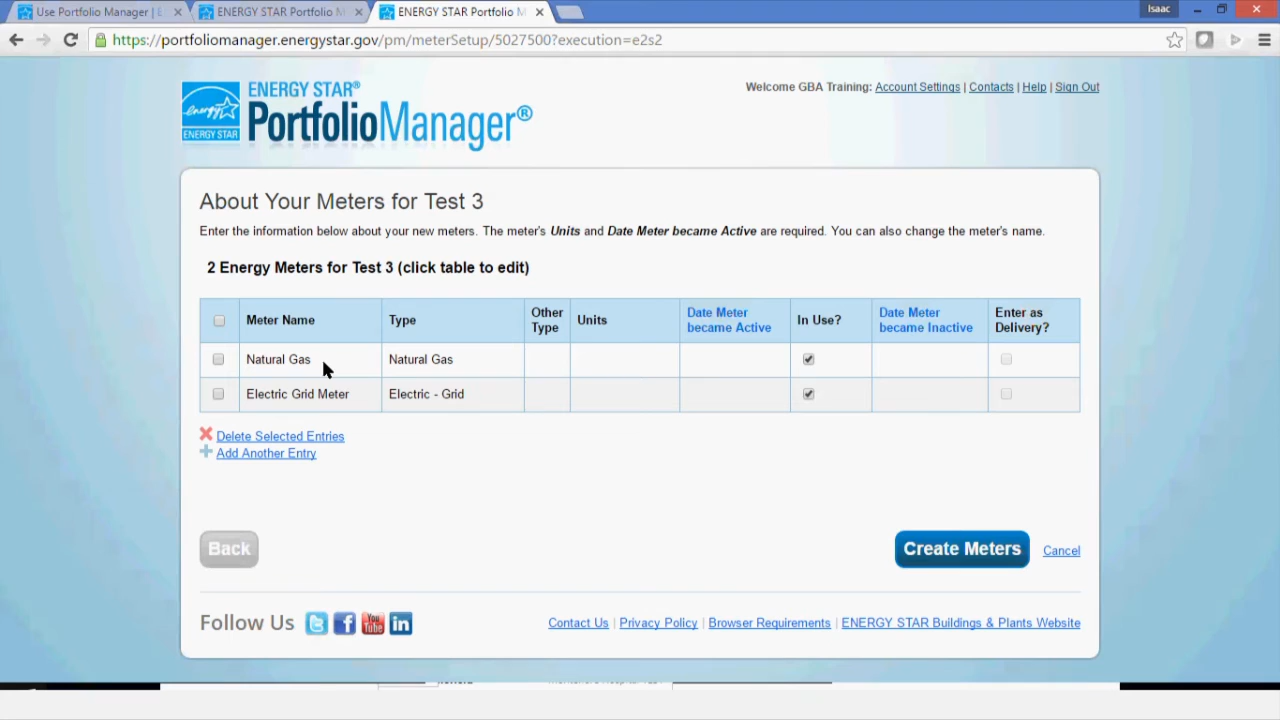 Use Portfolio Manager | E
ENERGY STAR Portfolio M
ENERGY STAR Portfolio M
Isaac
https://portfoliomanager.energystar.gov/pm/meterSetup/5027500?execution=e2s2
Welcome GBA Training: Account Settings | Contacts | Help | Sign Out
energy
ENERGY STAR
ENERGY STAR®
PortfolioManager®
About Your Meters for Test 3
Enter the information below about your new meters. The meter's Units and Date Meter became Active are required. You can also change the meter's name.
2 Energy Meters for Test 3 (click table to edit)
Meter Name Type Other Type Units Date Meter became Active In Use? Date Meter became Inactive Enter as Delivery?
Natural Gas Natural Gas
Electric Grid Meter Electric - Grid
Delete Selected Entries
Add Another Entry
Back
Create Meters Cancel
Follow Us You Tube in
Contact Us | Privacy Policy | Browser Requirements | ENERGY STAR Buildings & Plants Website